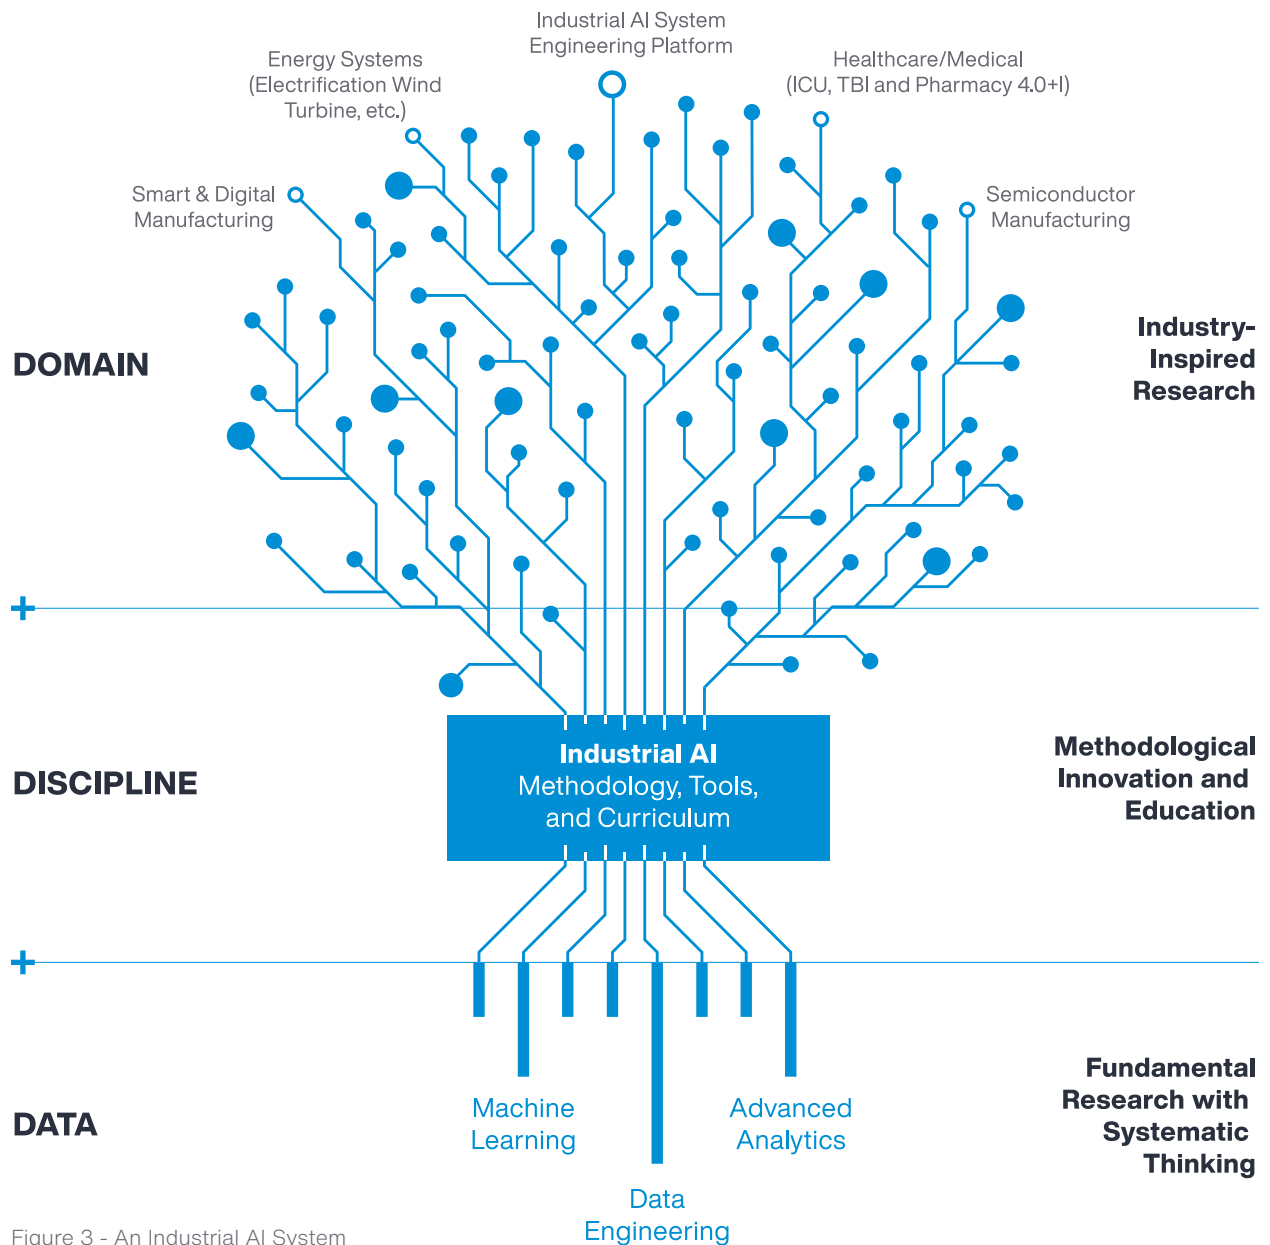 Industrial AI System
Engineering Platform
Energy Systems
(Electrification Wind
Turbine, etc.)
Healthcare/Medical
(ICU, TBI and Pharmacy 4.0+I)
Smart & Digital
Manufacturing
Semiconductor
Manufacturing
DOMAIN
Industry-
Inspired
Research
DISCIPLINE
Industrial AI
Methodology, Tools,
and Curriculum
Methodological
Innovation and
Education
DATA
Machine
Learning
Advanced
Analytics
Data
Engineering
Fundamental
Research with
Systematic
Thinking
Figure 3 - An Industrial AI System